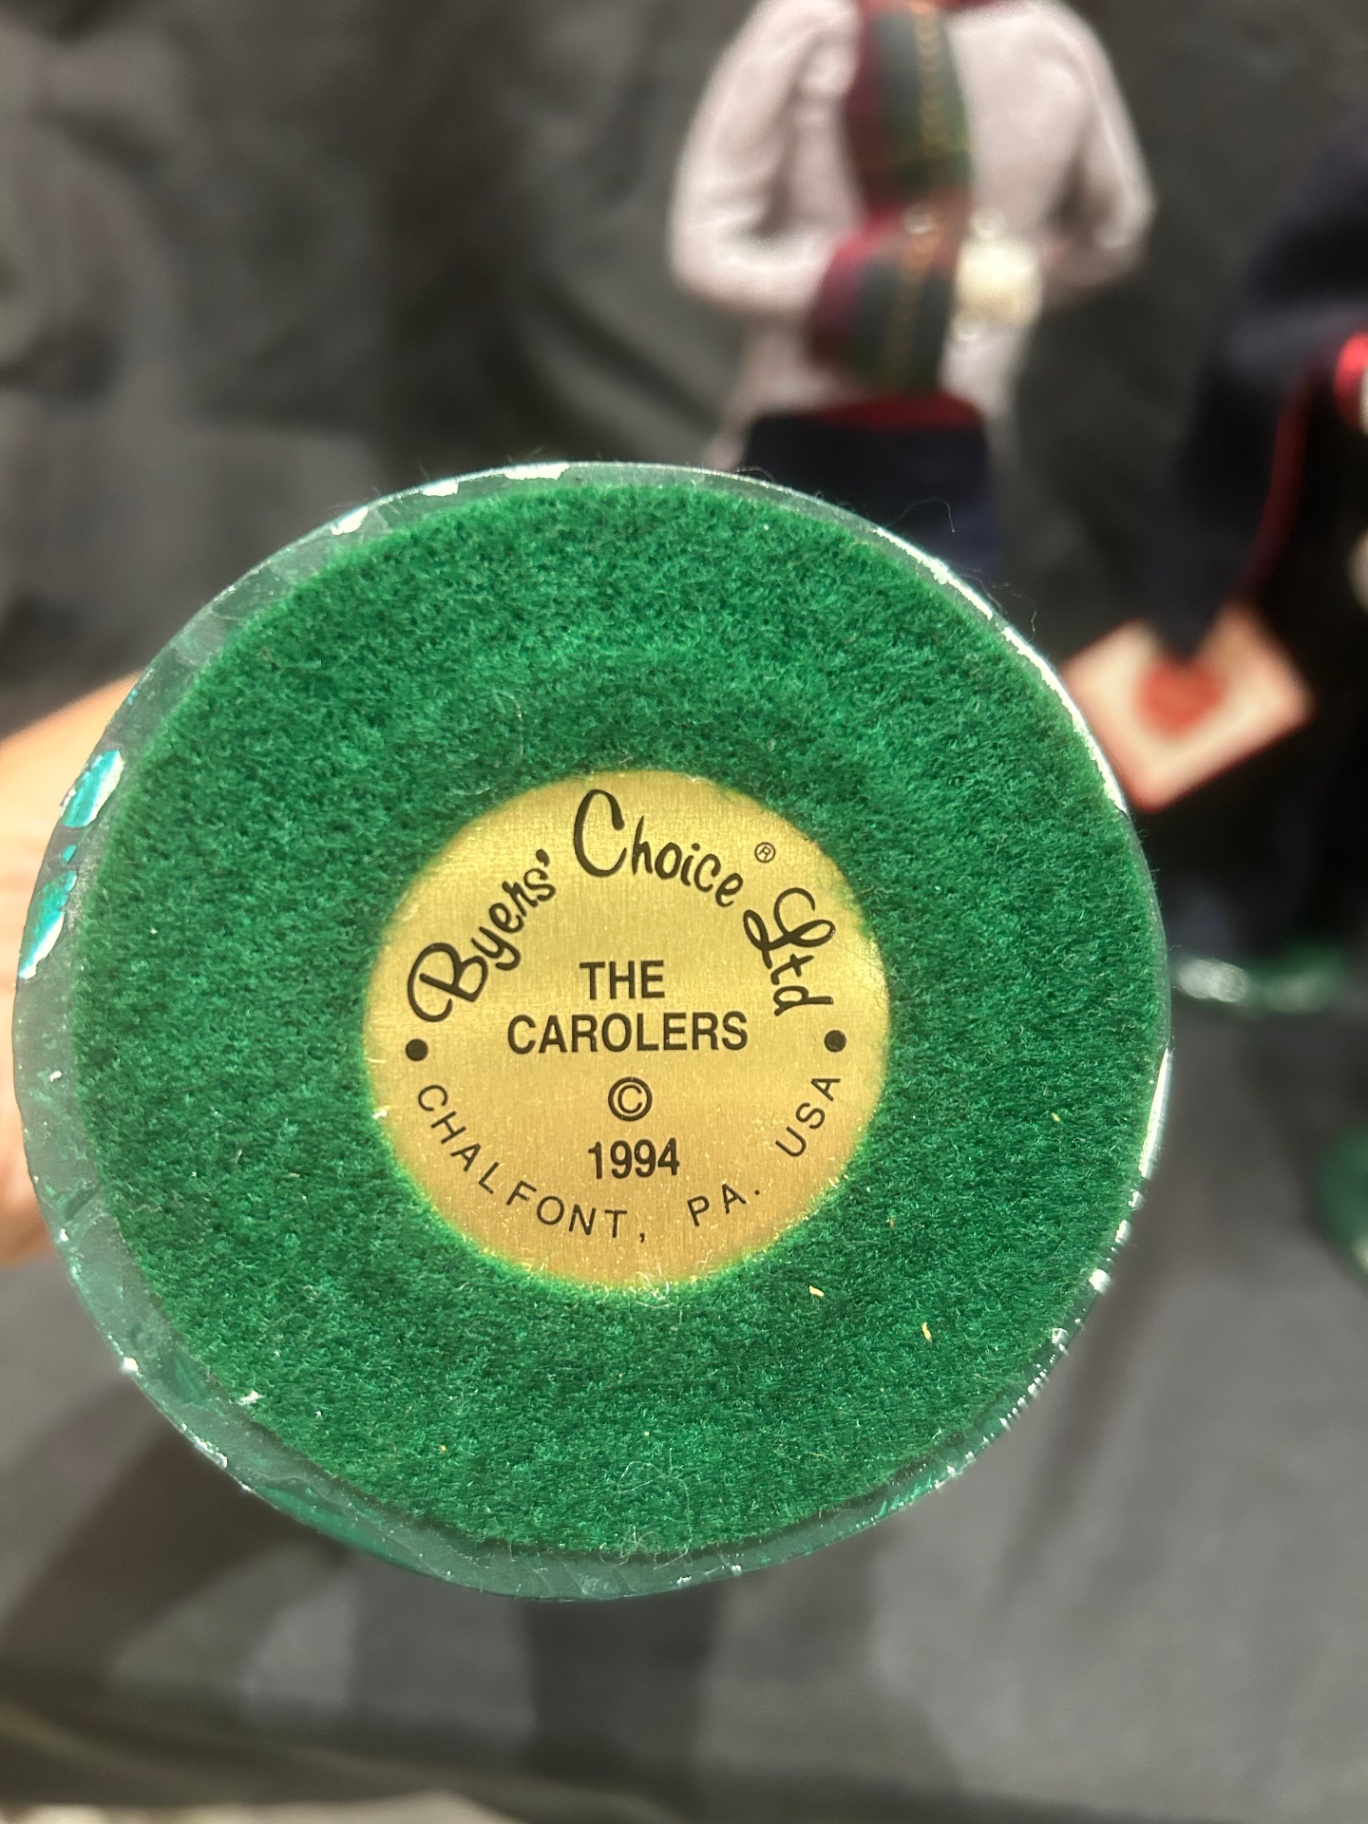 Byers' Choice® Ltd
THE
CAROLERS
©
1994
• CHALFONT, PA. USA •